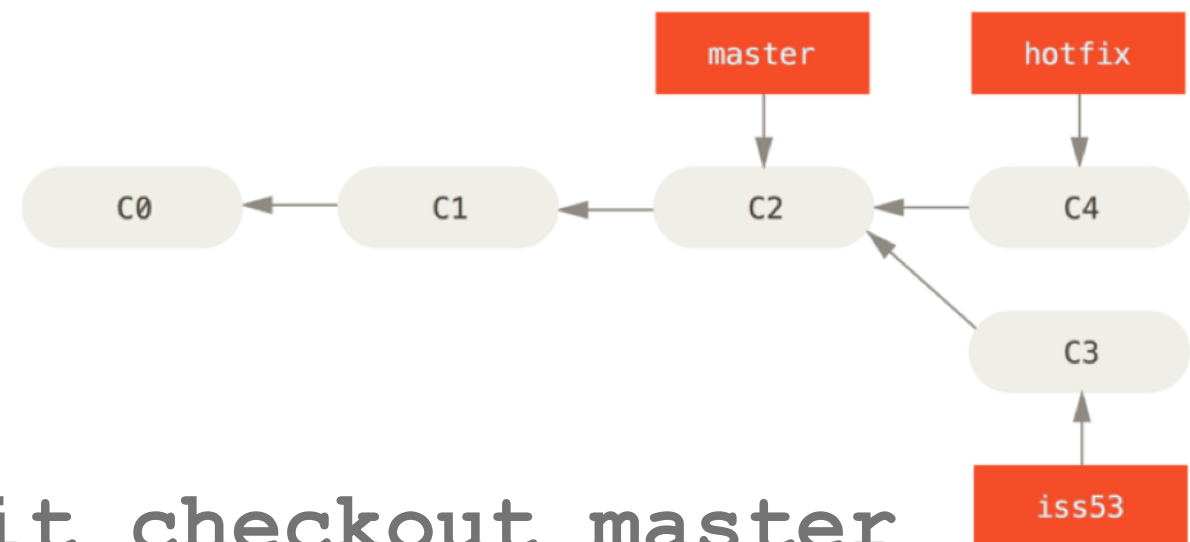 master hotfix
C0 C1 C2 C4
C3
iss53
it checkout master